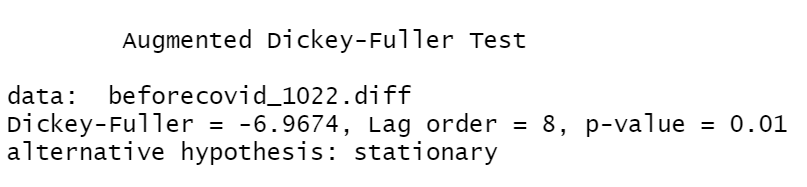 Augmented Dickey-Fuller Test
data: beforecovid_1022.diff
Dickey-Fuller = -6.9674, Lag order = 8, p-value = 0.01
alternative hypothesis: stationary